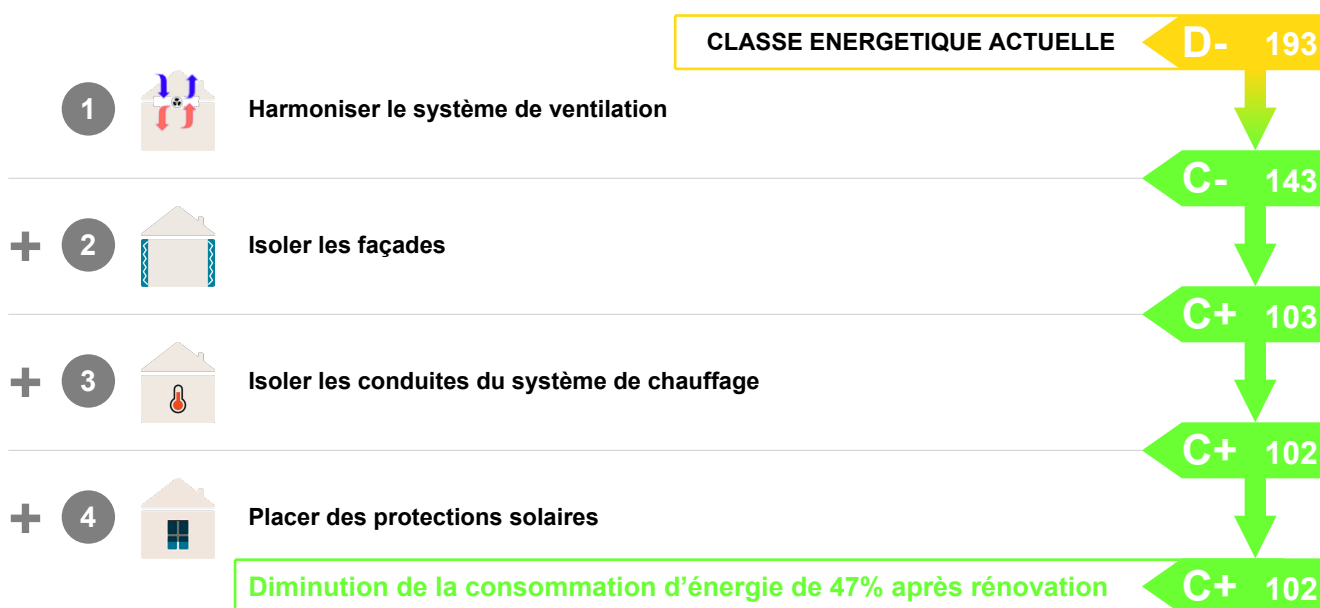 CLASSE ENERGETIQUE ACTUELLE D- 193
1 Harmoniser le système de ventilation
C- 143
+ 2 Isoler les façades
C+ 103
+ 3 Isoler les conduites du système de chauffage
C+ 102
+ 4 Placer des protections solaires
Diminution de la consommation d’énergie de 47% après rénovation C+ 102